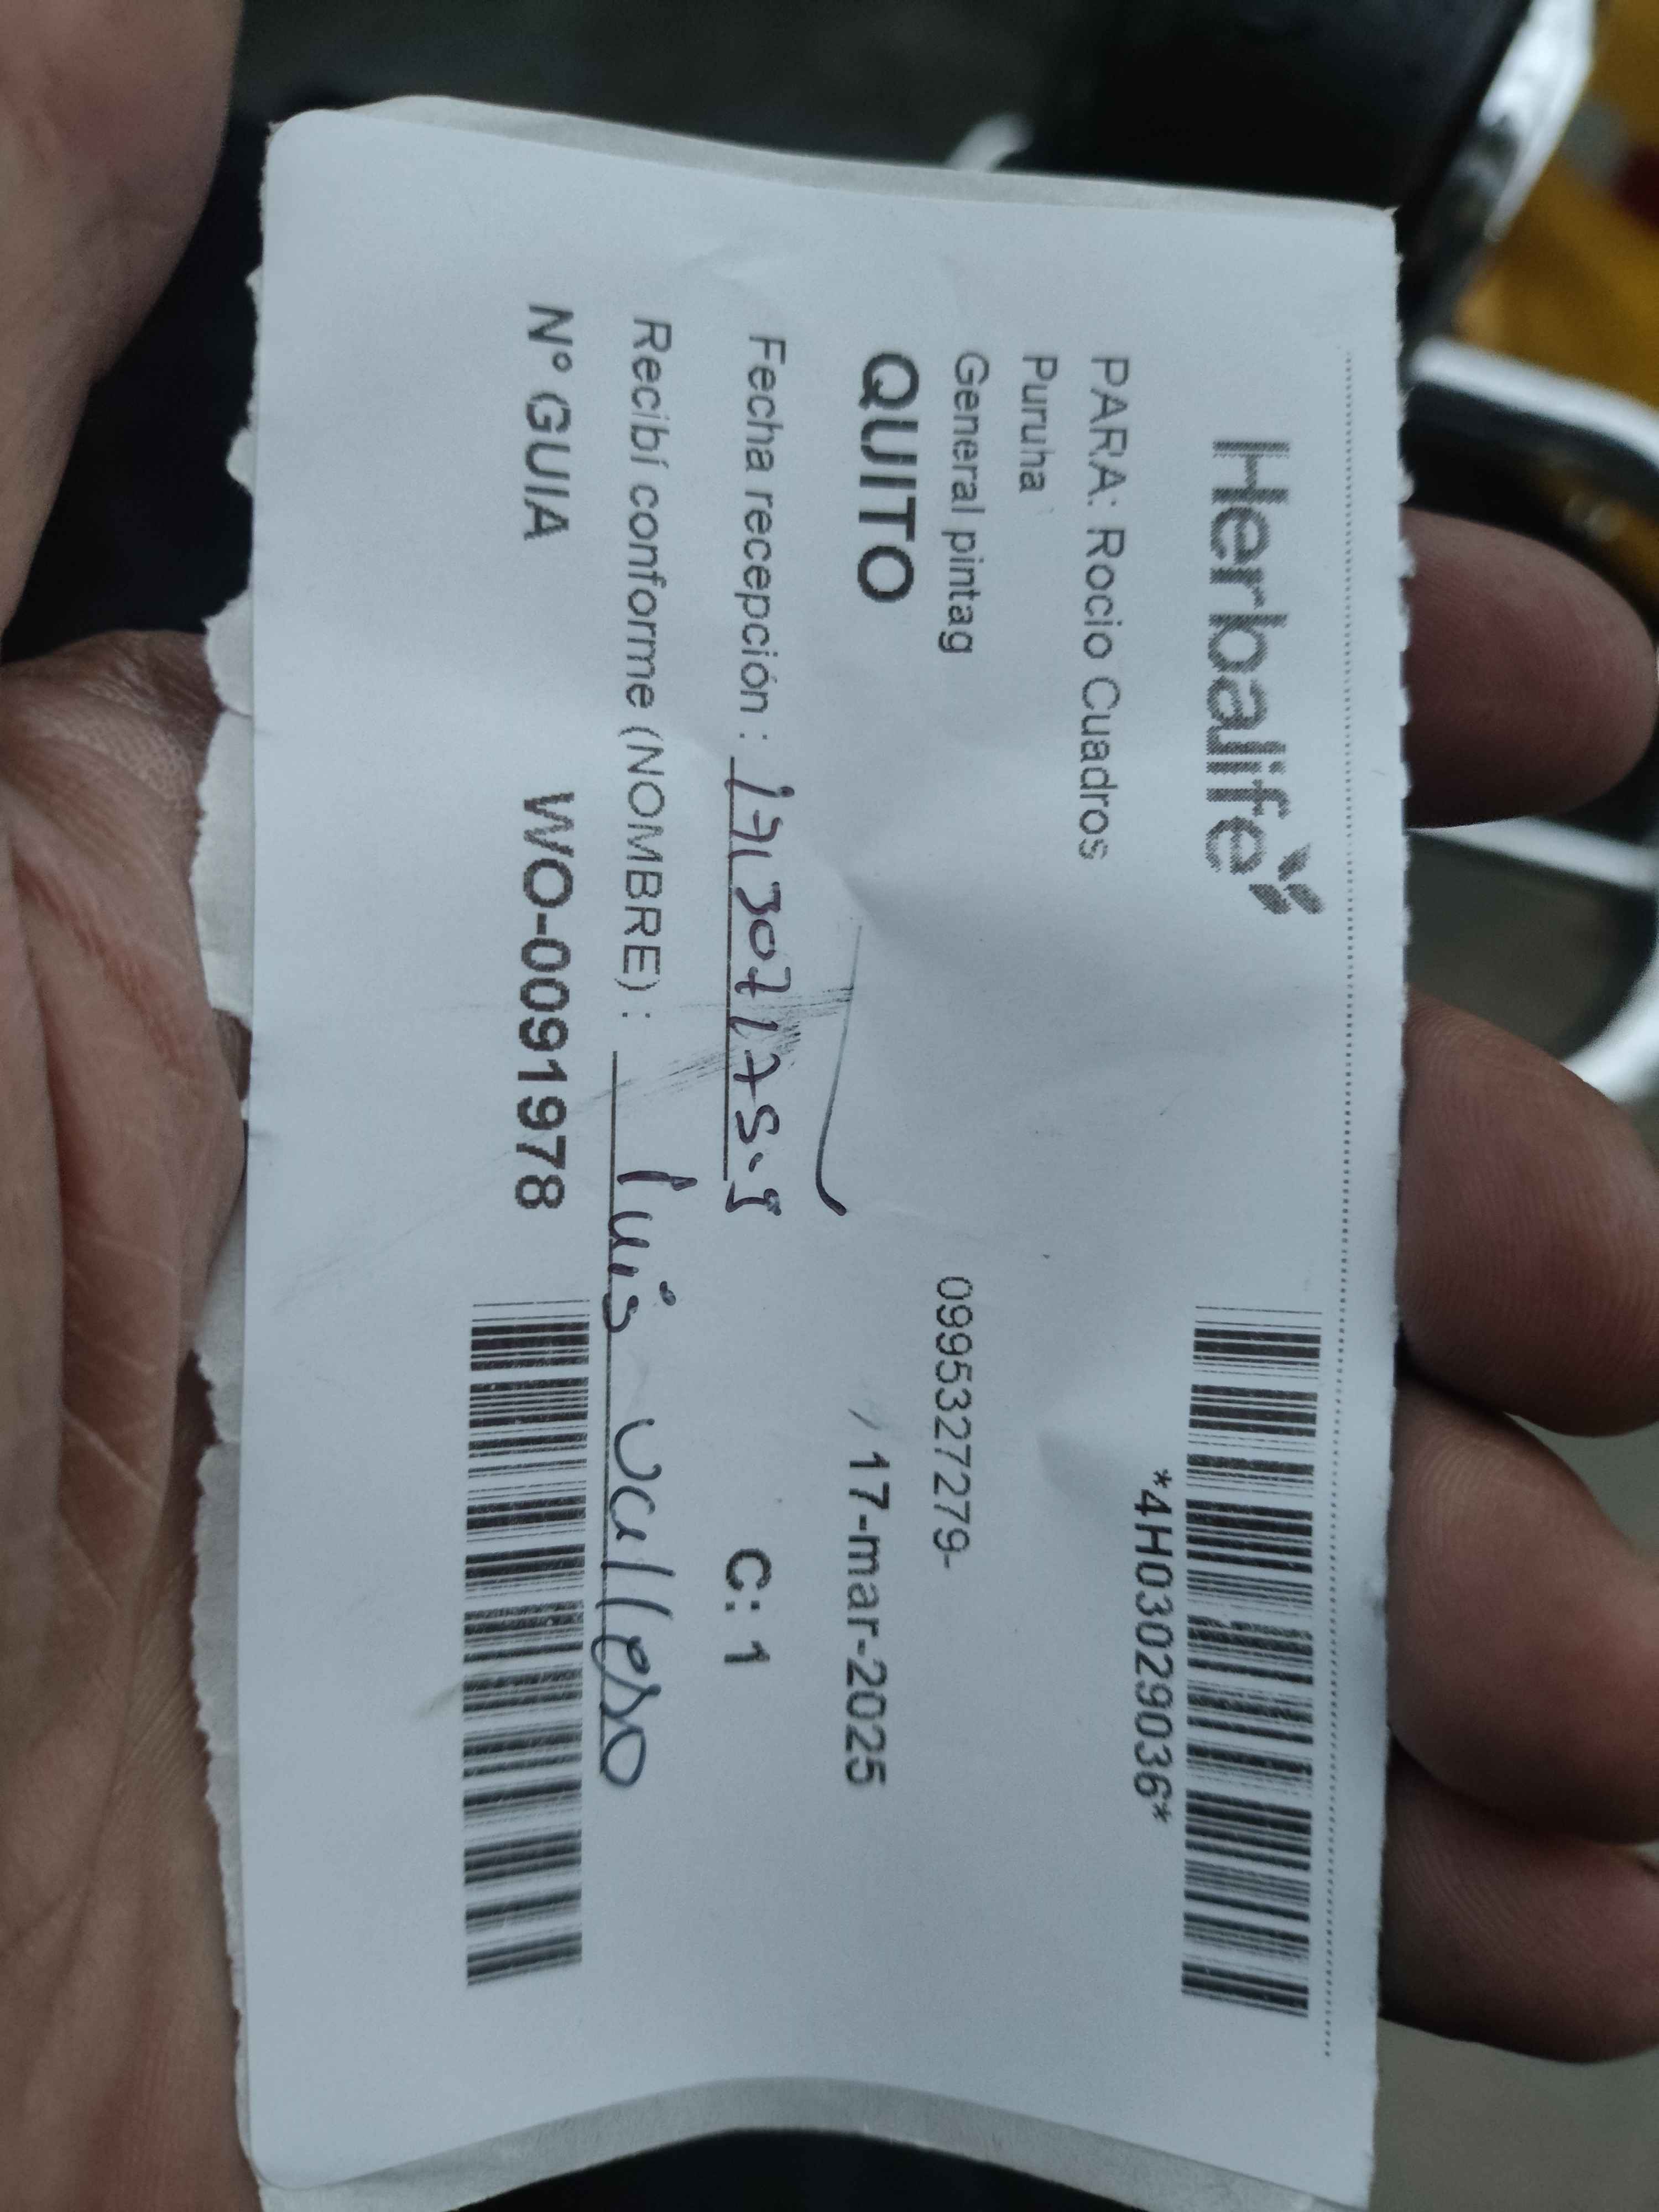 Herbalife
*4H03029036*
PARA: Rocio Cuadros
Puruha
General pintag 0995327279-
QUITO 17-mar-2025
Fecha recepción : C: 1
Recibí conforme (NOMBRE) : Luis Vallejo
N° GUIA WO-0091978